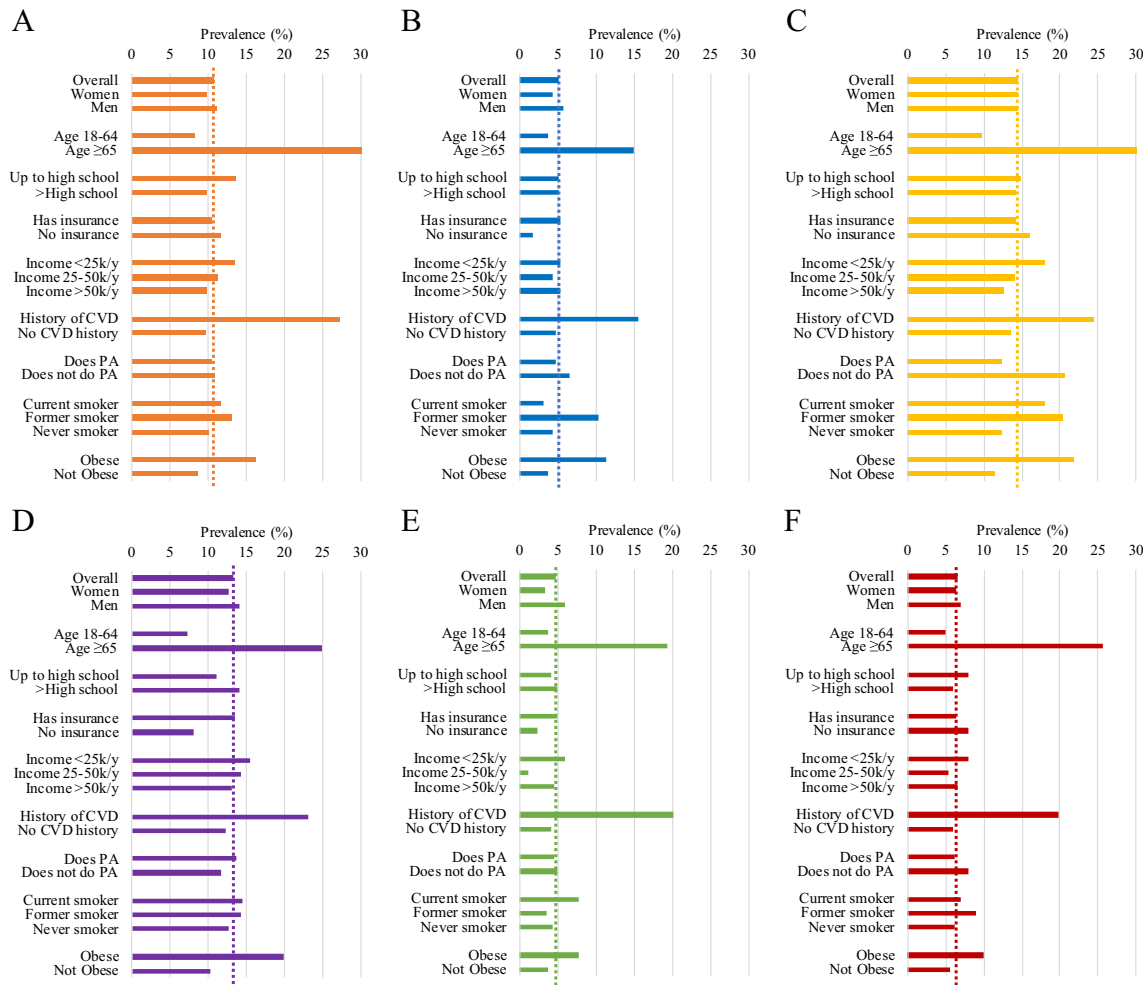 A
Prevalence (%)
0 5 10 15 20 25 30
Overall
Women
Men
Age 18-64
Age ≥65
Up to high school
>High school
Has insurance
No insurance
Income <25k/y
Income 25-50k/y
Income >50k/y
History of CVD
No CVD history
Does PA
Does not do PA
Current smoker
Former smoker
Never smoker
Obese
Not Obese
B
Prevalence (%)
0 5 10 15 20 25 30
Overall
Women
Men
Age 18-64
Age ≥65
Up to high school
>High school
Has insurance
No insurance
Income <25k/y
Income 25-50k/y
Income >50k/y
History of CVD
No CVD history
Does PA
Does not do PA
Current smoker
Former smoker
Never smoker
Obese
Not Obese
C
Prevalence (%)
0 5 10 15 20 25 30
Overall
Women
Men
Age 18-64
Age ≥65
Up to high school
>High school
Has insurance
No insurance
Income <25k/y
Income 25-50k/y
Income >50k/y
History of CVD
No CVD history
Does PA
Does not do PA
Current smoker
Former smoker
Never smoker
Obese
Not Obese
D
Prevalence (%)
0 5 10 15 20 25 30
Overall
Women
Men
Age 18-64
Age ≥65
Up to high school
>High school
Has insurance
No insurance
Income <25k/y
Income 25-50k/y
Income >50k/y
History of CVD
No CVD history
Does PA
Does not do PA
Current smoker
Former smoker
Never smoker
Obese
Not Obese
E
Prevalence (%)
0 5 10 15 20 25 30
Overall
Women
Men
Age 18-64
Age ≥65
Up to high school
>High school
Has insurance
No insurance
Income <25k/y
Income 25-50k/y
Income >50k/y
History of CVD
No CVD history
Does PA
Does not do PA
Current smoker
Former smoker
Never smoker
Obese
Not Obese
F
Prevalence (%)
0 5 10 15 20 25 30
Overall
Women
Men
Age 18-64
Age ≥65
Up to high school
>High school
Has insurance
No insurance
Income <25k/y
Income 25-50k/y
Income >50k/y
History of CVD
No CVD history
Does PA
Does not do PA
Current smoker
Former smoker
Never smoker
Obese
Not Obese